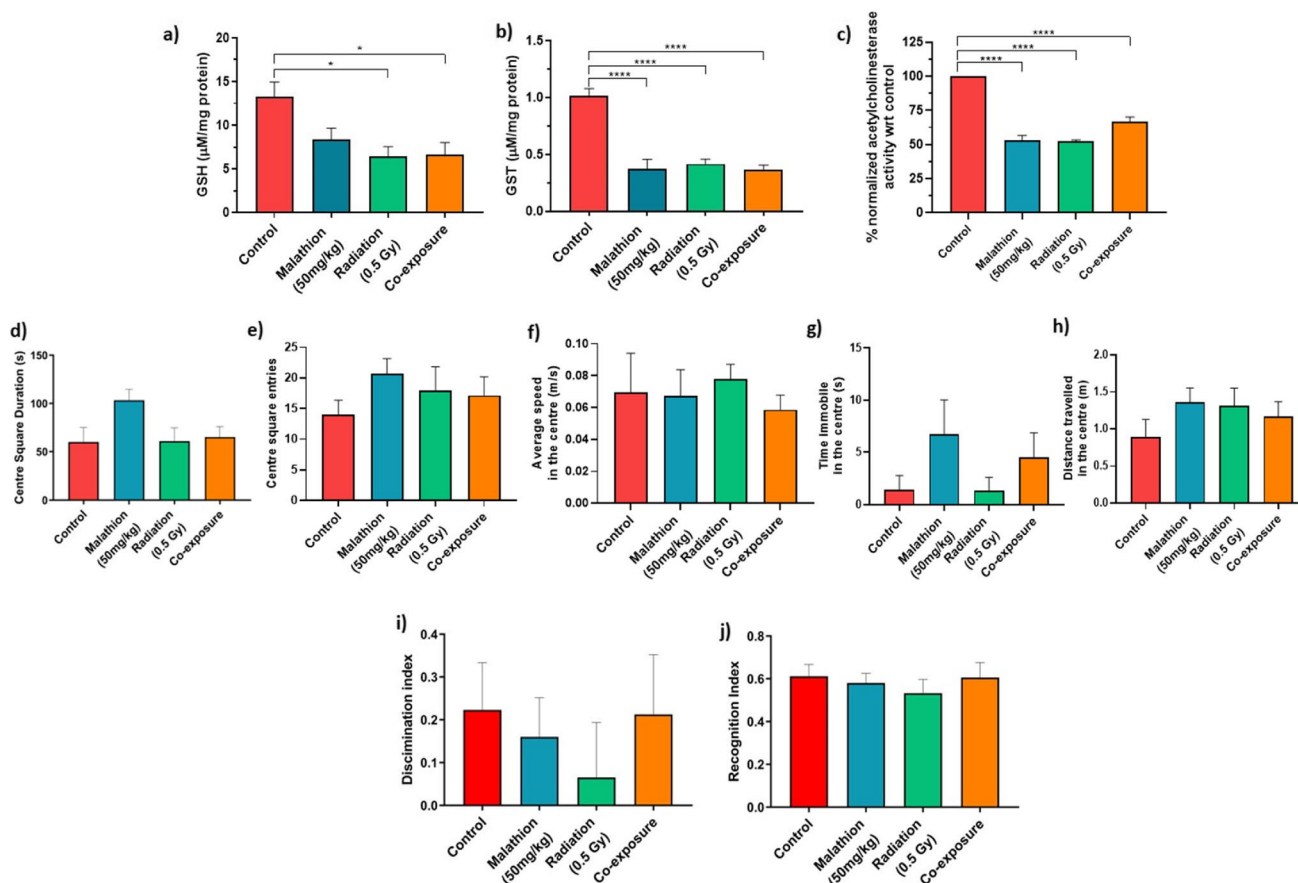 a)
GSH (µM/mg protein)
20
15
10
5
0
*
*
Control
Malathion
(50mg/kg)
Radiation
(0.5 Gy)
Co-exposure
b)
GST (µM/mg protein)
1.5
1.0
0.5
0.0
****
****
****
Control
Malathion
(50mg/kg)
Radiation
(0.5 Gy)
Co-exposure
c)
% normalized acetylcholinesterase
activity wrt control
125
100
75
50
25
0
****
****
****
Control
Malathion
(50mg/kg)
Radiation
(0.5 Gy)
Co-exposure
d)
Centre Square Duration (s)
150
100
50
0
Control
Malathion
(50mg/kg)
Radiation
(0.5 Gy)
Co-exposure
e)
Centre square entries
25
20
15
10
5
0
Control
Malathion
(50mg/kg)
Radiation
(0.5 Gy)
Co-exposure
f)
Average speed
in the centre (m/s)
0.10
0.08
0.06
0.04
0.02
0.00
Control
Malathion
(50mg/kg)
Radiation
(0.5 Gy)
Co-exposure
g)
Time Immobile
in the centre (s)
15
10
5
0
Control
Malathion
(50mg/kg)
Radiation
(0.5 Gy)
Co-exposure
h)
Distance travelled
in the centre (m)
2.0
1.5
1.0
0.5
0.0
Control
Malathion
(50mg/kg)
Radiation
(0.5 Gy)
Co-exposure
i)
Discimination index
0.4
0.3
0.2
0.1
0.0
Control
Malathion
(50mg/kg)
Radiation
(0.5 Gy)
Co-exposure
j)
Recognition Index
0.8
0.6
0.4
0.2
0.0
Control
Malathion
(50mg/kg)
Radiation
(0.5 Gy)
Co-exposure